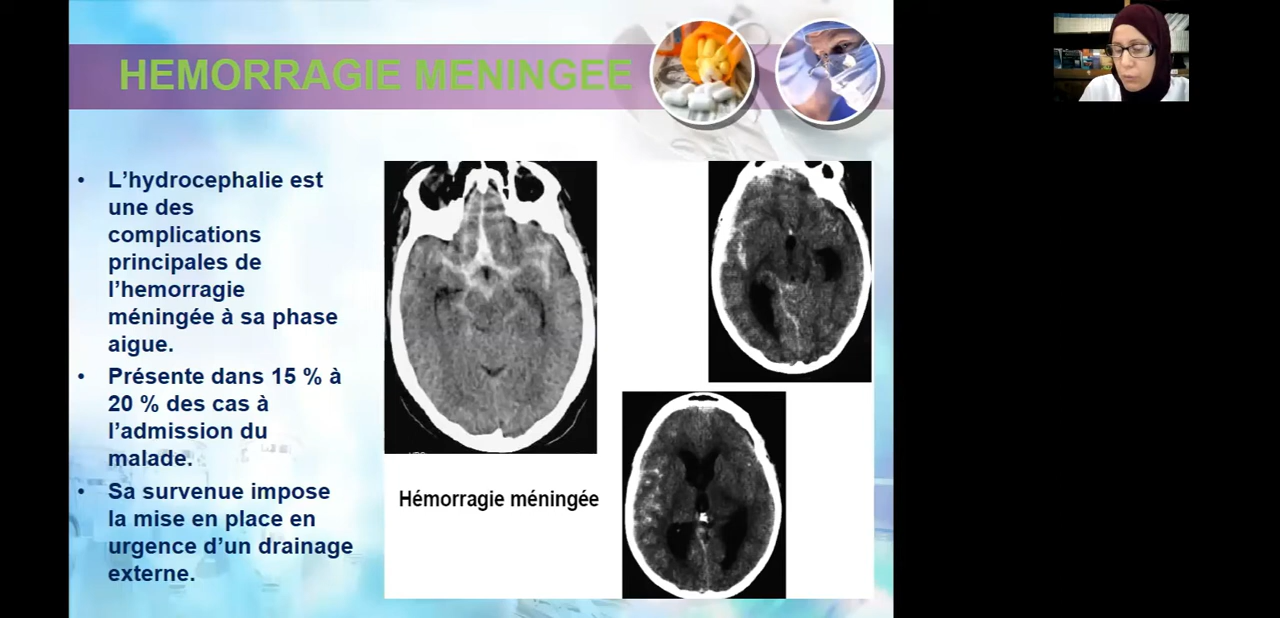 HEMORRAGIE MENINGEE
• L’hydrocephalie est
une des
complications
principales de
l’hemorragie
méningée à sa phase
aigue.
• Présente dans 15 % à
20 % des cas à
l’admission du
malade.
• Sa survenue impose
la mise en place en
urgence d’un drainage
externe.
Hémorragie méningée